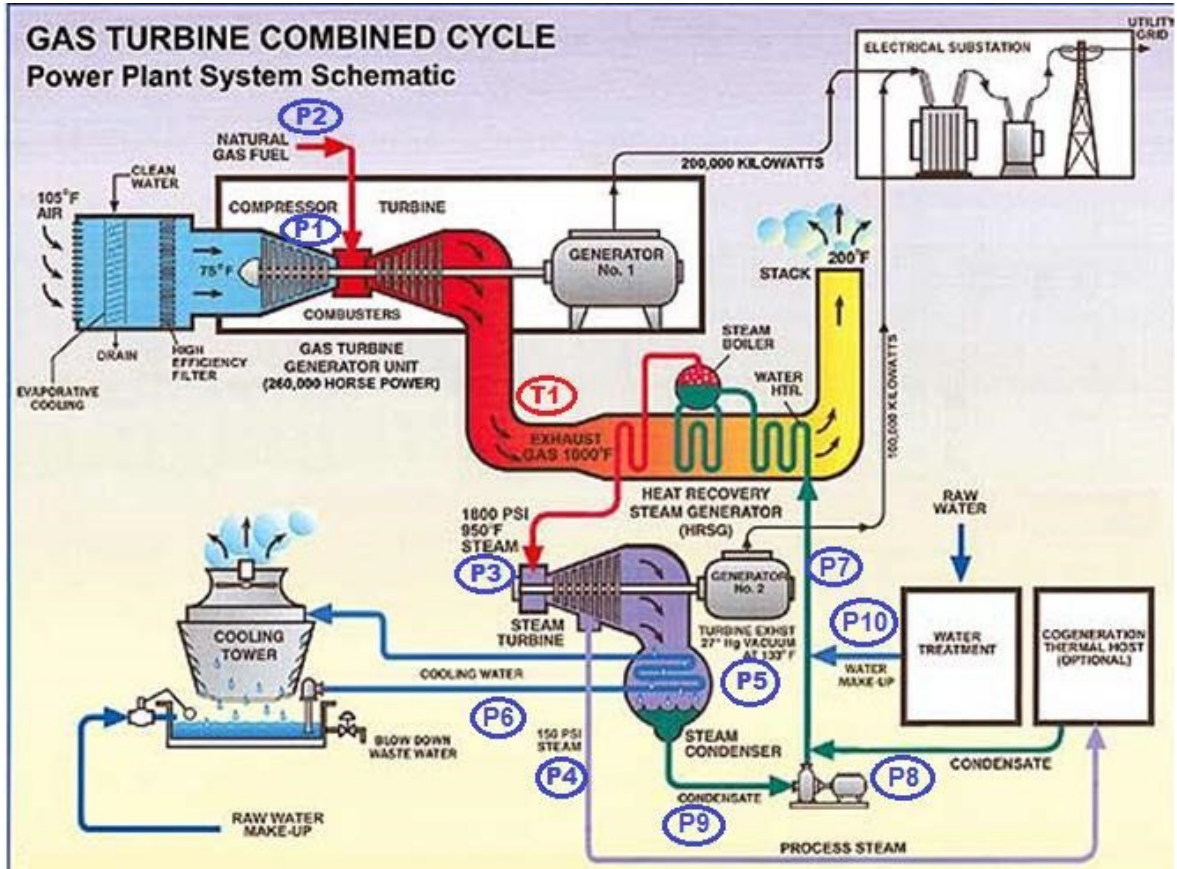 GAS TURBINE COMBINED CYCLE
Power Plant System Schematic
UTILITY
GRID
ELECTRICAL SUBSTATION
P2
NATURAL
GAS FUEL
200,000 KILOWATTS
CLEAN
WATER
105°F
AIR
COMPRESSOR
TURBINE
P1
75°F
GENERATOR
No. 1
200°F
STACK
COMBUSTERS
DRAIN
HIGH
EFFICIENCY
FILTER
EVAPORATIVE
COOLING
GAS TURBINE
GENERATOR UNIT
(260,000 HORSE POWER)
STEAM
BOILER
WATER
HTR.
T1
EXHAUST
GAS 1000°F
100,000 KILOWATTS
HEAT RECOVERY
STEAM GENERATOR
(HRSG)
1800 PSI
950°F
STEAM
P3
STEAM
TURBINE
GENERATOR
No. 2
TURBINE EXHST
27" Hg VACUUM
AT 133°F
P5
P7
RAW
WATER
P10
WATER
MAKE-UP
WATER
TREATMENT
COGENERATION
THERMAL HOST
(OPTIONAL)
COOLING
TOWER
COOLING WATER
P6
150 PSI
STEAM
P4
STEAM
CONDENSER
BLOW DOWN
WASTE WATER
RAW WATER
MAKE-UP
CONDENSATE
P9
P8
CONDENSATE
PROCESS STEAM